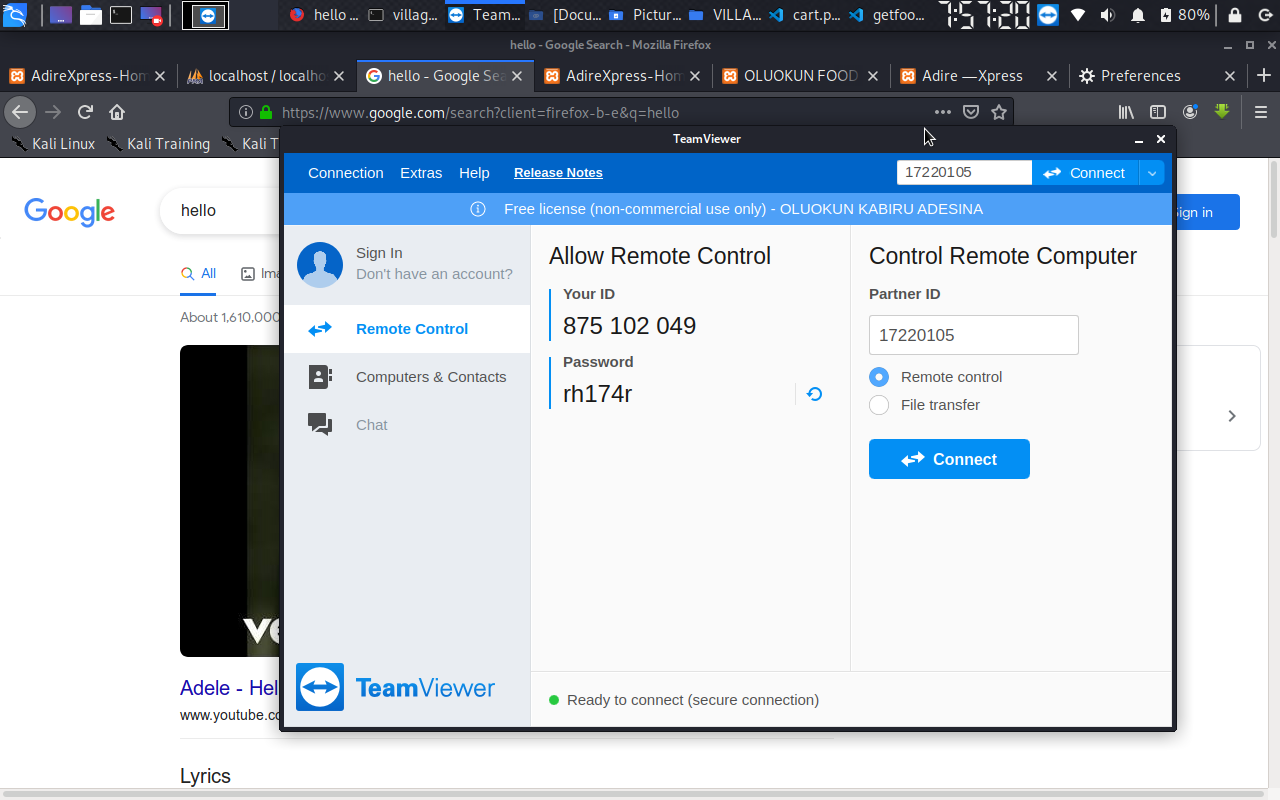 hello ... villag... Team... [Docu... Pictur... VILLA... cart.p... getfoo... 7:57:20 80%
hello - Google Search - Mozilla Firefox
AdireXpress-Hom localhost / localho hello - Google Sea AdireXpress-Hom OLUOKUN FOOD Adire —Xpress Preferences
https://www.google.com/search?client=firefox-b-e&q=hello
Kali Linux Kali Training Kali T
TeamViewer
Connection Extras Help Release Notes 17220105 Connect
Free license (non-commercial use only) - OLUOKUN KABIRU ADESINA
Google hello Sign in
All Ima
About 1,610,000
Sign In
Don't have an account?
Remote Control
Computers & Contacts
Chat
TeamViewer
Allow Remote Control
Your ID
875 102 049
Password
rh174r
Control Remote Computer
Partner ID
17220105
Remote control
File transfer
Connect
Ready to connect (secure connection)
ve
Adele - Hel
www.youtube.co
Lyrics